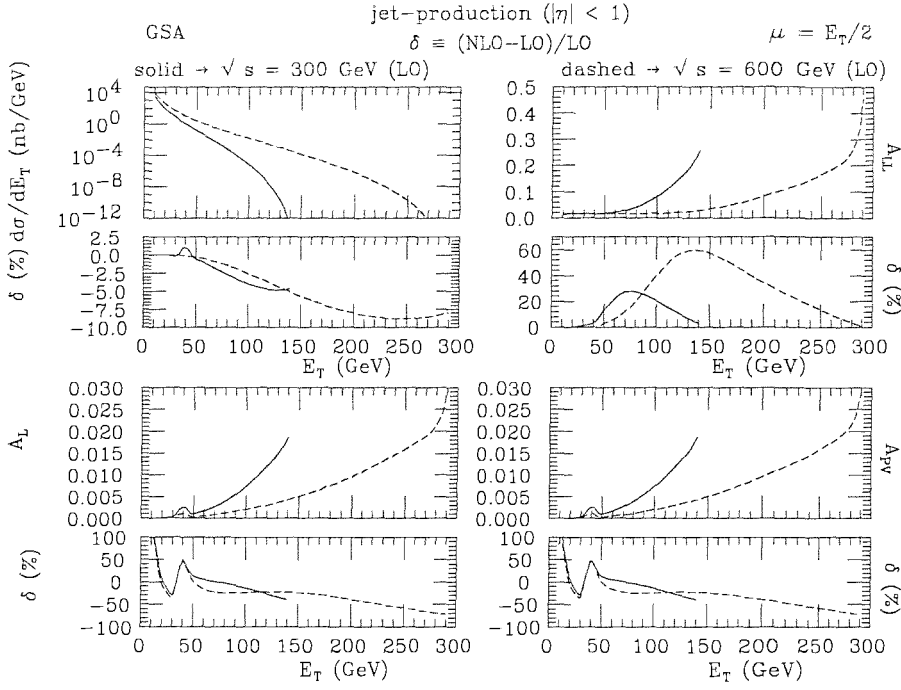 jet-production (|η| < 1)
GSA
δ ≡ (NLO-LO)/LO
μ = E_T/2
solid → √ s = 300 GeV (LO)
dashed → √ s = 600 GeV (LO)
dσ/dE_T (nb/GeV)
10^4
10^0
10^-4
10^-8
10^-12
0.5
0.4
0.3
0.2
0.1
0.0
A_LL
δ (%)
2.5
0.0
-2.5
-5.0
-7.5
-10.0
0 50 100 150 200 250 300
E_T (GeV)
60
40
20
0
δ (%)
0 50 100 150 200 250 300
E_T (GeV)
A_L
0.030
0.025
0.020
0.015
0.010
0.005
0.000
0.030
0.025
0.020
0.015
0.010
0.005
0.000
A_PV
δ (%)
100
50
0
-50
-100
0 50 100 150 200 250 300
E_T (GeV)
100
50
0
-50
-100
δ (%)
0 50 100 150 200 250 300
E_T (GeV)